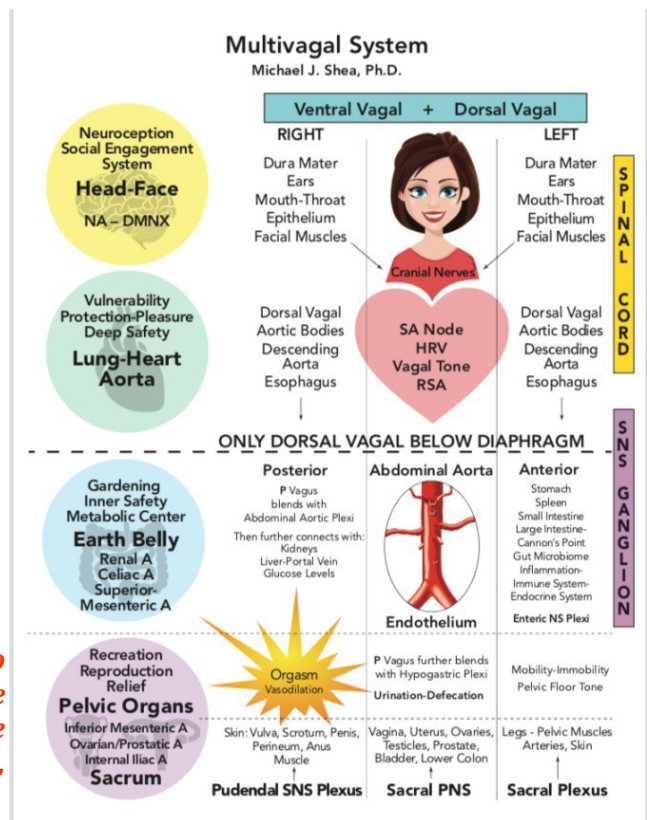 Multivagal System
Michael J. Shea, Ph.D.
Ventral Vagal + Dorsal Vagal
RIGHT
LEFT
Neuroception
Social Engagement
System
Head-Face
NA – DMNX
Dura Mater
Ears
Mouth-Throat
Epithelium
Facial Muscles
Cranial Nerves
Dura Mater
Ears
Mouth-Throat
Epithelium
Facial Muscles
SPINAL CORD
Vulnerability
Protection-Pleasure
Deep Safety
Lung-Heart
Aorta
Dorsal Vagal
Aortic Bodies
Descending
Aorta
Esophagus
SA Node
HRV
Vagal Tone
RSA
Dorsal Vagal
Aortic Bodies
Descending
Aorta
Esophagus
ONLY DORSAL VAGAL BELOW DIAPHRAGM
SNS GANGLION
Gardening
Inner Safety
Metabolic Center
Earth Belly
Renal A
Celiac A
Superior-
Mesenteric A
Posterior
P Vagus
blends with
Abdominal Aortic Plexi
Then further connects with:
Kidneys
Liver-Portal Vein
Glucose Levels
Abdominal Aorta
Endothelium
Anterior
Stomach
Spleen
Small Intestine
Large Intestine-
Cannon's Point
Gut Microbiome
Inflammation-
Immune System-
Endocrine System
Enteric NS Plexi
Recreation
Reproduction
Relief
Pelvic Organs
Inferior Mesenteric A
Ovarian/Prostatic A
Internal Iliac A
Sacrum
Orgasm
Vasodilation
P Vagus further blends
with Hypogastric Plexi
Urination-Defecation
Mobility-Immobility
Pelvic Floor Tone
Skin: Vulva, Scrotum, Penis,
Perineum, Anus
Muscle
Pudendal SNS Plexus
Vagina, Uterus, Ovaries,
Testicles, Prostate,
Bladder, Lower Colon
Sacral PNS
Legs - Pelvic Muscles
Arteries, Skin
Sacral Plexus